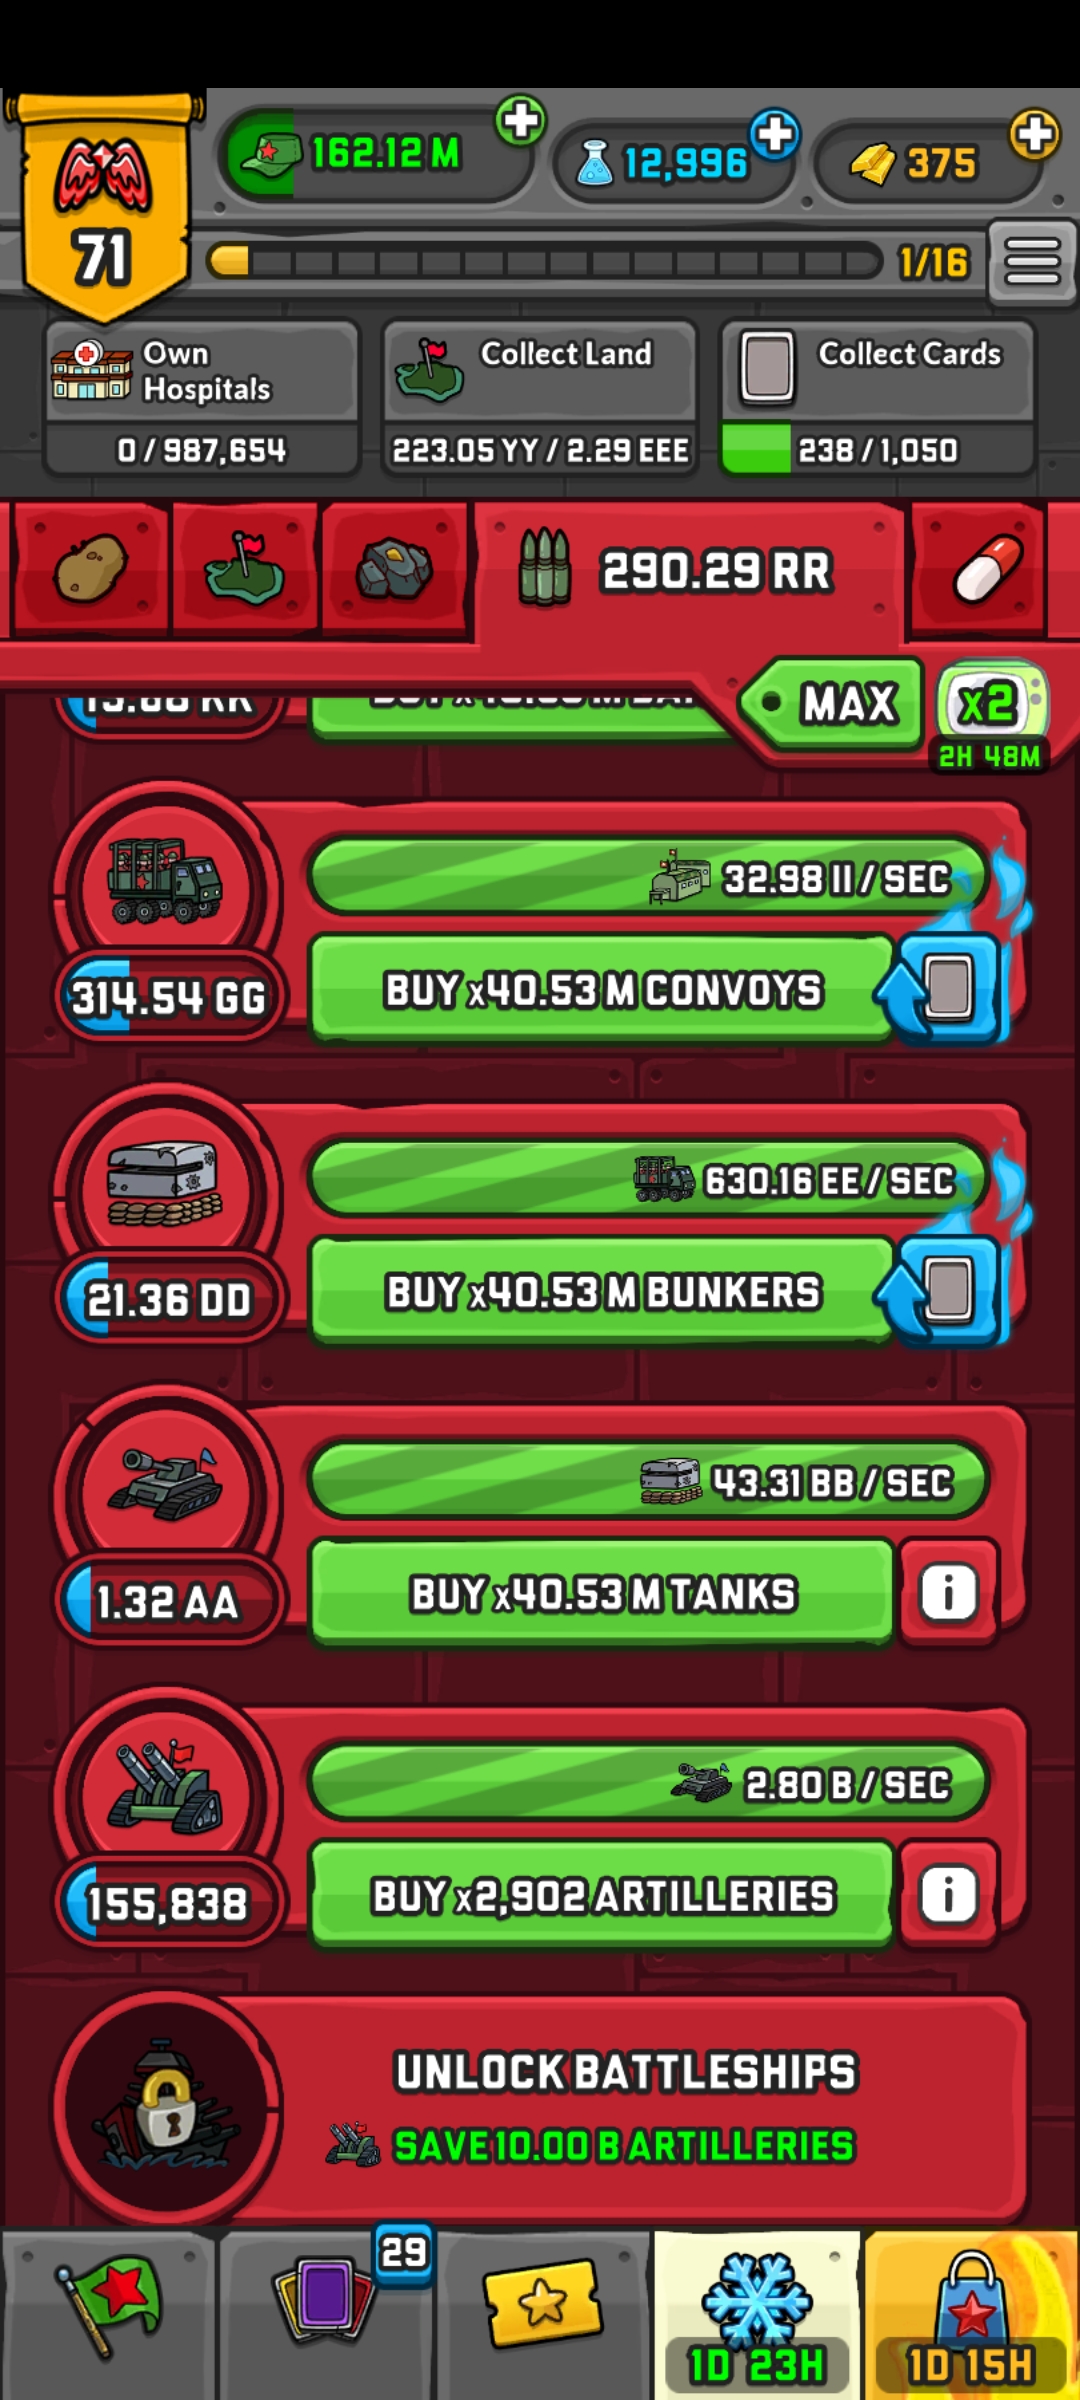 71
162.12 M
12,996
375
1/16
Own
Hospitals
0 / 987,654
Collect Land
223.05 YY / 2.29 EEE
Collect Cards
238 / 1,050
290.29 RR
MAX
x2
2H 48M
32.98 II / SEC
314.54 GG
BUY x40.53 M CONVOYS
630.16 EE / SEC
21.36 DD
BUY x40.53 M BUNKERS
43.31 BB / SEC
1.32 AA
BUY x40.53 M TANKS
i
2.80 B / SEC
155,838
BUY x2,902 ARTILLERIES
i
UNLOCK BATTLESHIPS
SAVE 10.00 B ARTILLERIES
29
1D 23H
1D 15H